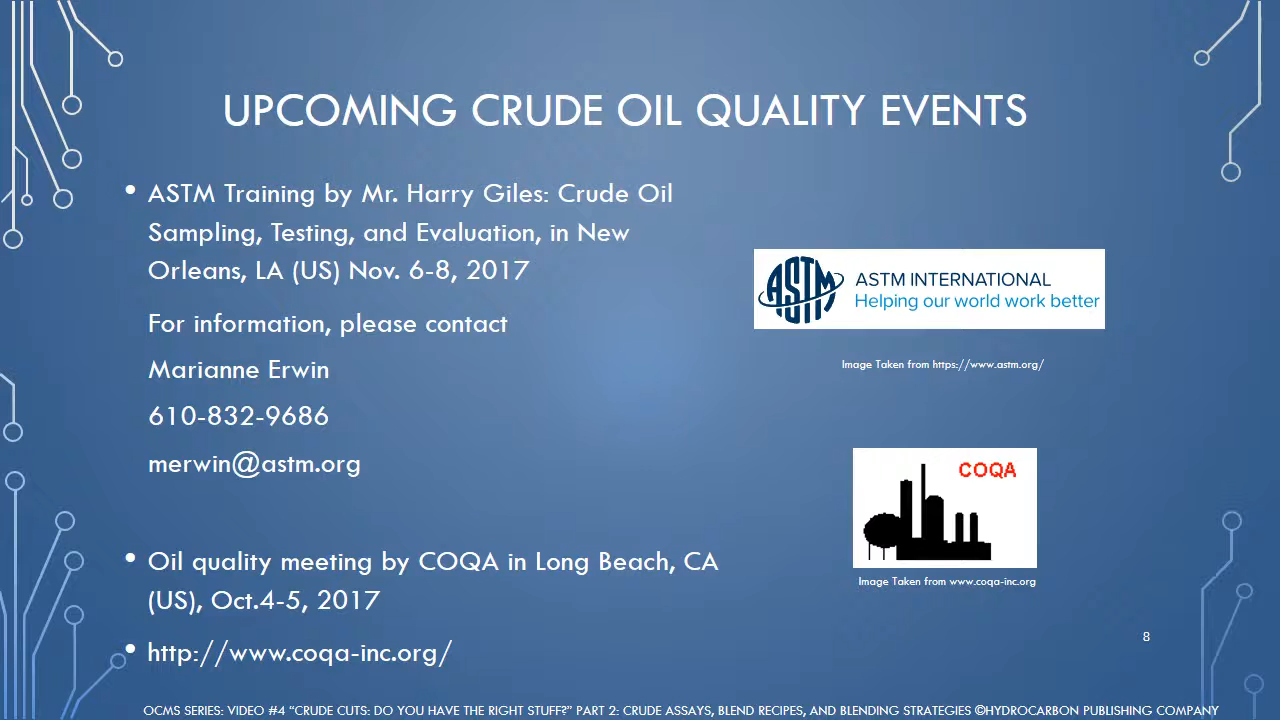 UPCOMING CRUDE OIL QUALITY EVENTS
• ASTM Training by Mr. Harry Giles: Crude Oil
Sampling, Testing, and Evaluation, in New
Orleans, LA (US) Nov. 6-8, 2017
For information, please contact
Marianne Erwin
610-832-9686
merwin@astm.org
• Oil quality meeting by COQA in Long Beach, CA
(US), Oct.4-5, 2017
• http://www.coqa-inc.org/
ASTM
ASTM INTERNATIONAL
Helping our world work better
Image Taken from https://www.astm.org/
COQA
Image Taken from www.coqa-inc.org
8
OCMS SERIES: VIDEO #4 “CRUDE CUTS: DO YOU HAVE THE RIGHT STUFF?” PART 2: CRUDE ASSAYS, BLEND RECIPES, AND BLENDING STRATEGIES ©HYDROCARBON PUBLISHING COMPANY